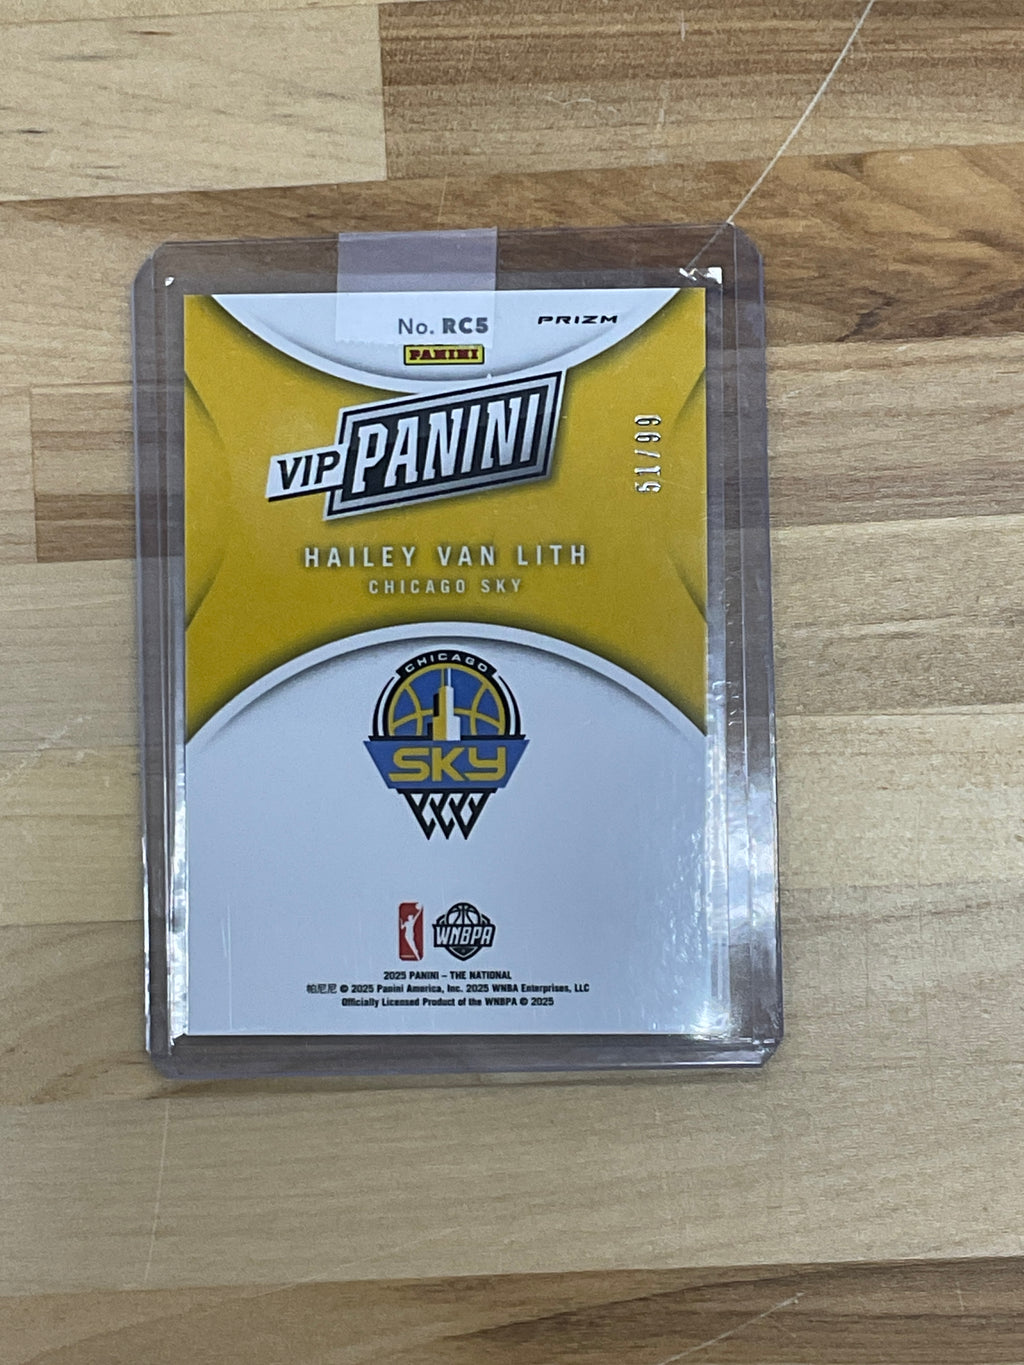 No. RC5
PRIZM
PANINI
VIP PANINI
51/99
HAILEY VAN LITH
CHICAGO SKY
CHICAGO
SKY
WNBPA
2025 PANINI – THE NATIONAL
帕尼尼 © 2025 Panini America, Inc. 2025 WNBA Enterprises, LLC
Officially Licensed Product of the WNBPA © 2025